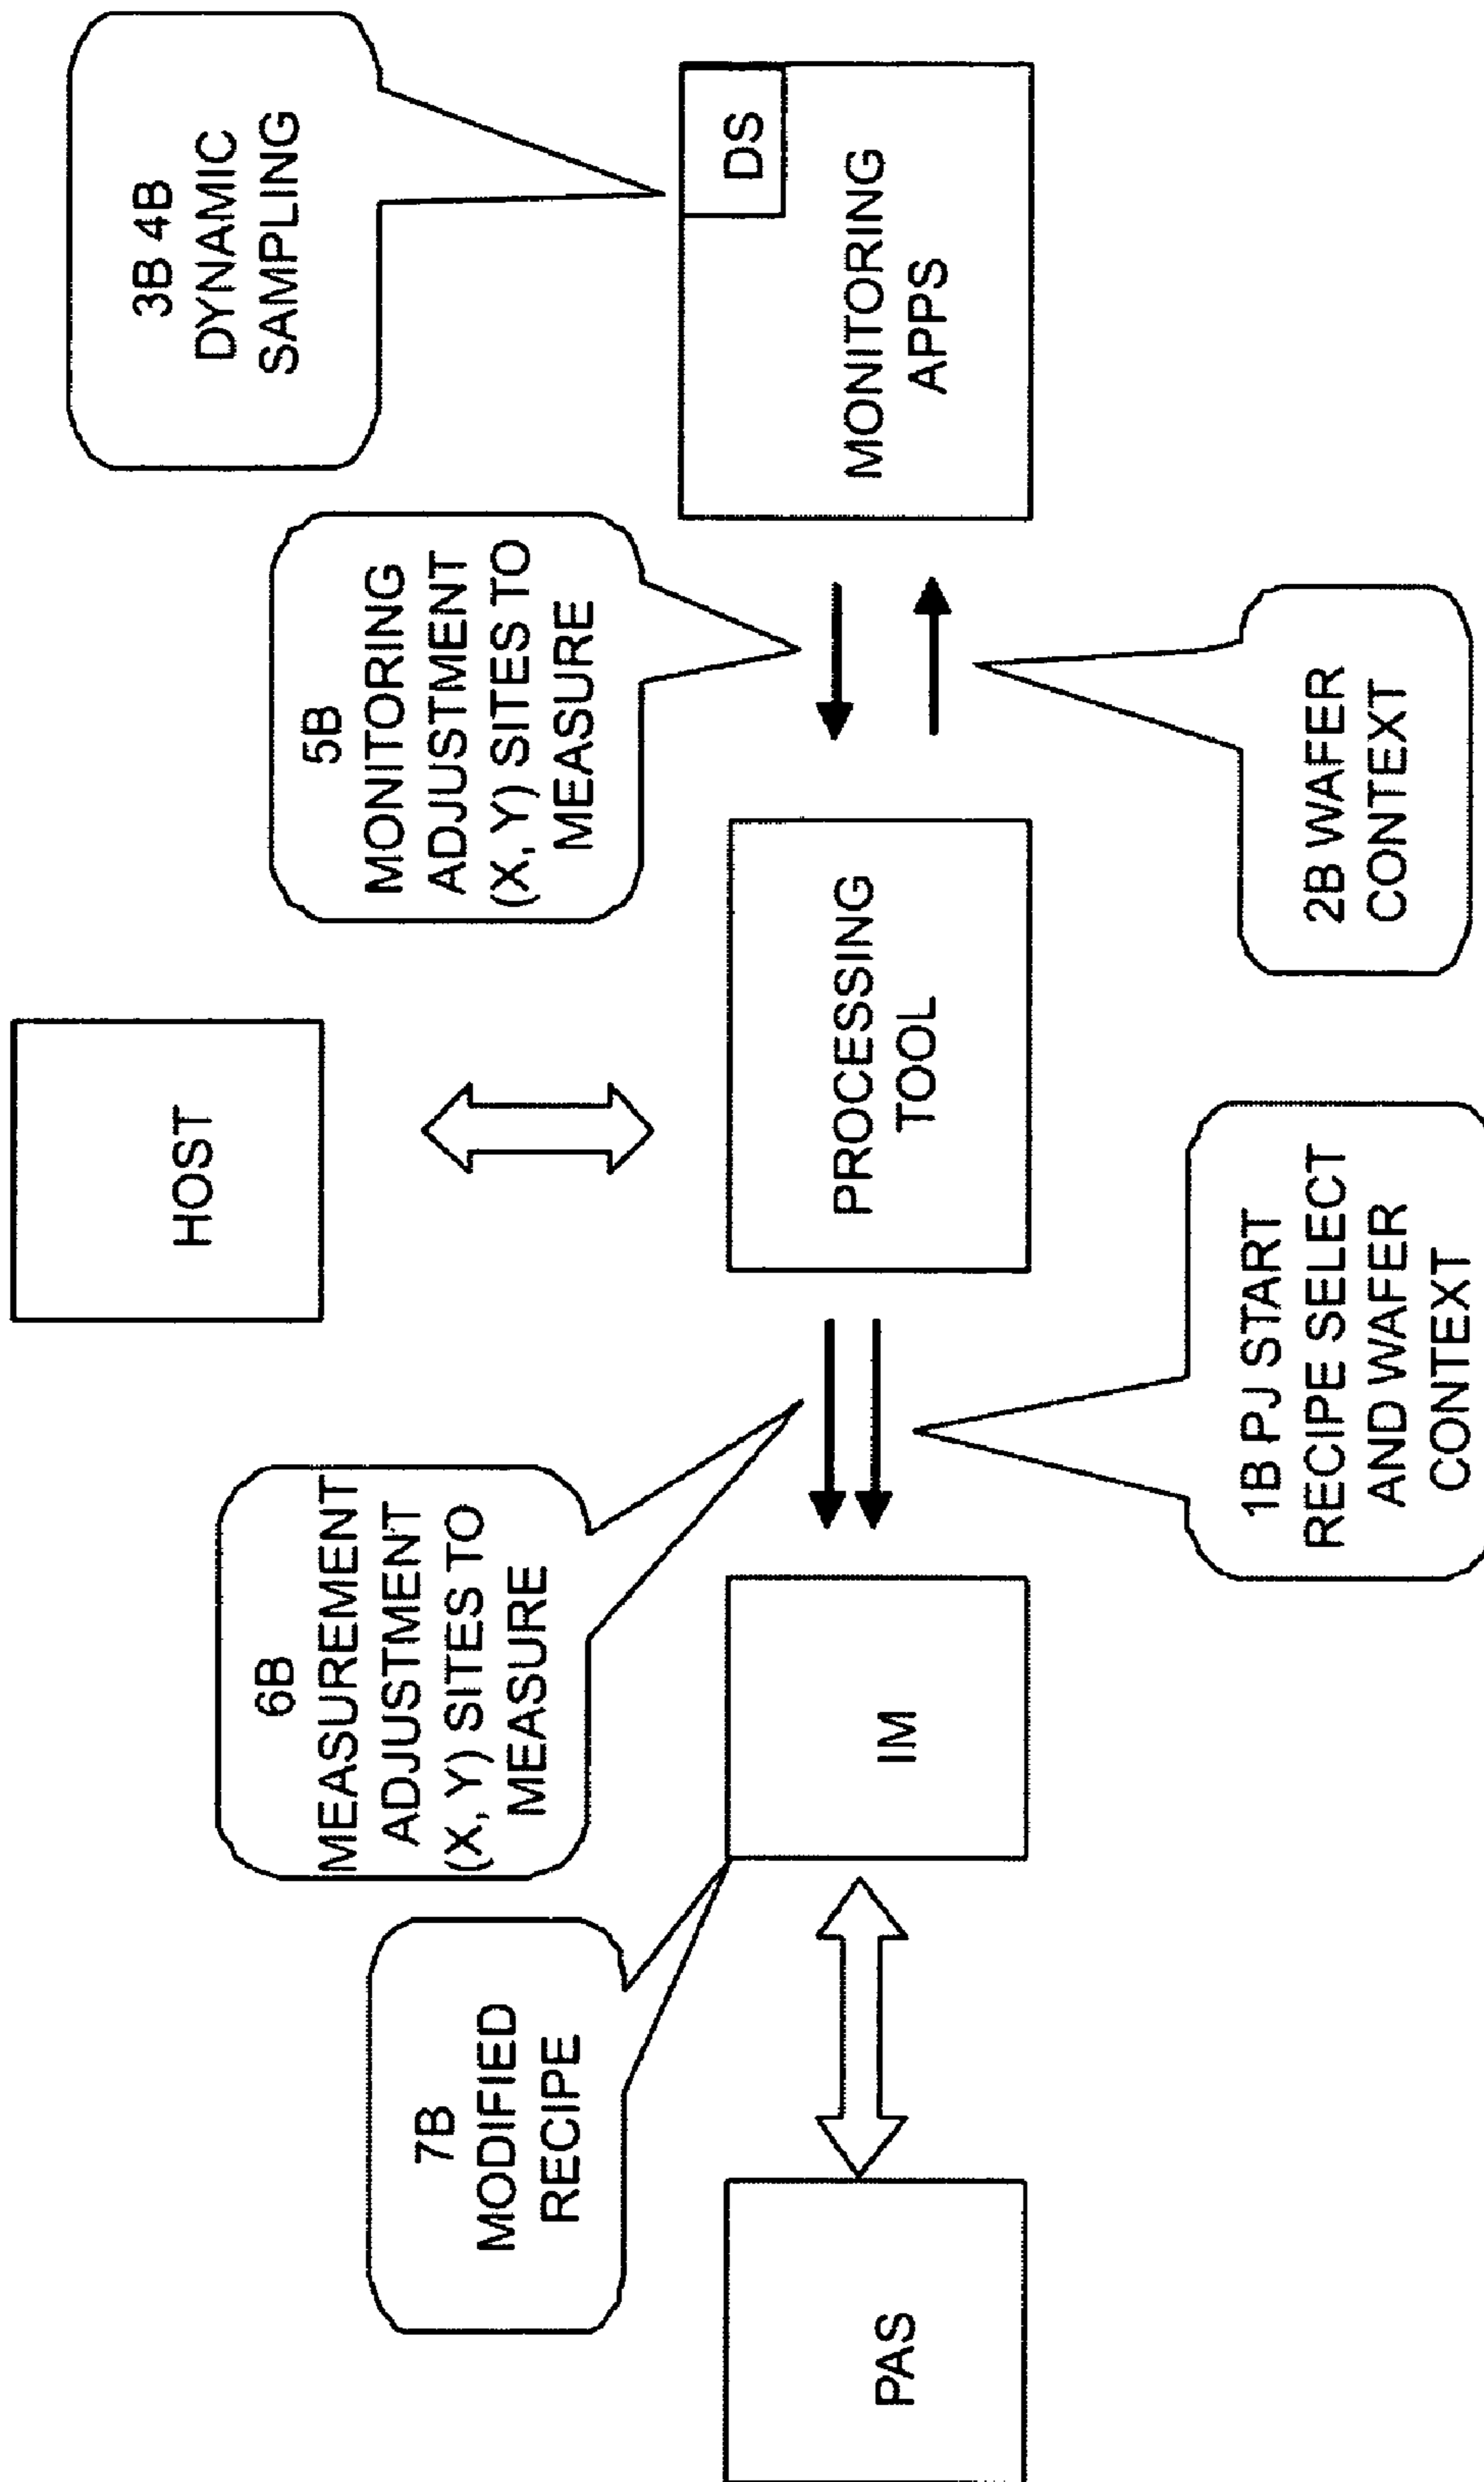 3B 4B
DYNAMIC
SAMPLING
DS
MONITORING
APPS
5B
MONITORING
ADJUSTMENT
(X, Y) SITES TO
MEASURE
2B WAFER
CONTEXT
HOST
PROCESSING
TOOL
1B PJ START
RECIPE SELECT
AND WAFER
CONTEXT
6B
MEASUREMENT
ADJUSTMENT
(X, Y) SITES TO
MEASURE
IM
7B
MODIFIED
RECIPE
PAS